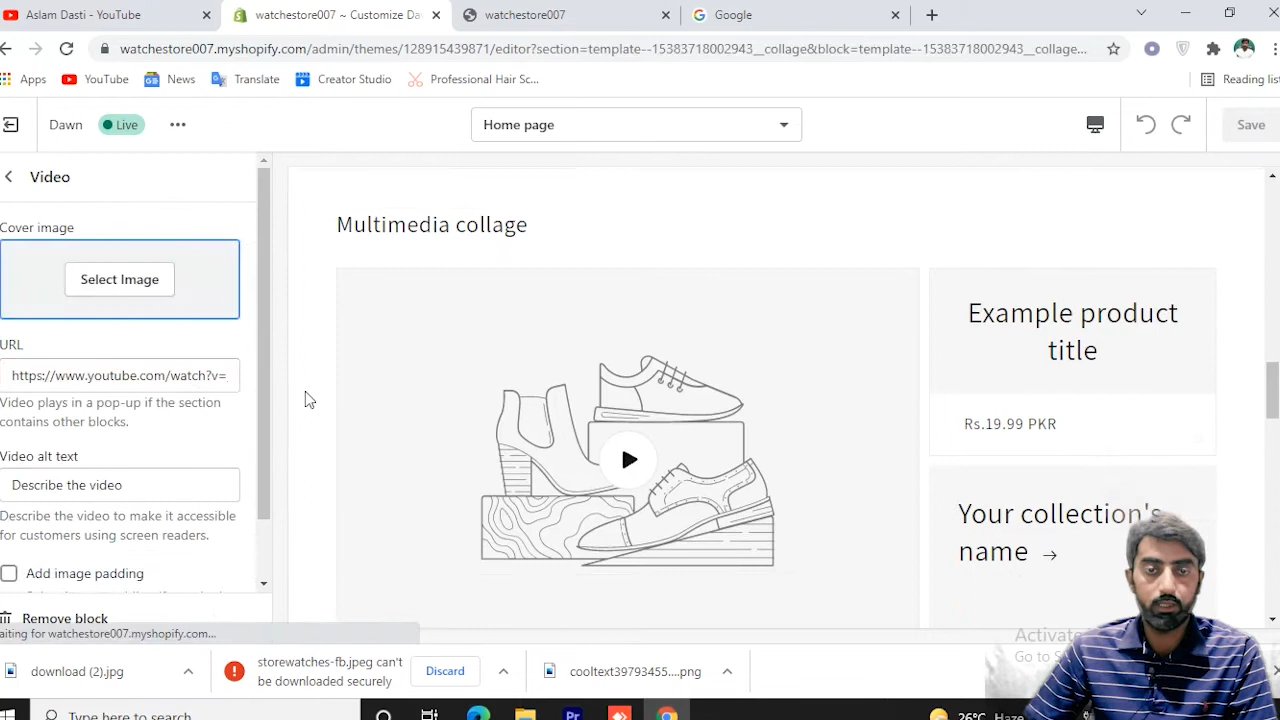 Aslam Dasti - YouTube
watchestore007 ~ Customize Da
watchestore007
Google
watchestore007.myshopify.com/admin/themes/128915439871/editor?section=template--15383718002943__collage&block=template--15383718002943__collage...
Apps
YouTube
News
Translate
Creator Studio
Professional Hair Sc...
Reading list
Dawn
Live
Home page
Save
Video
Cover image
Select Image
URL
https://www.youtube.com/watch?v=_
Video plays in a pop-up if the section
contains other blocks.
Video alt text
Describe the video
Describe the video to make it accessible
for customers using screen readers.
Add image padding
Remove block
Multimedia collage
Example product
title
Rs.19.99 PKR
Your collection's
name →
aiting for watchestore007.myshopify.com...
Activate
Go to S
download (2).jpg
storewatches-fb.jpeg can't
be downloaded securely
Discard
cooltext39793455....png
Type here to search
Pr
26°C Haze